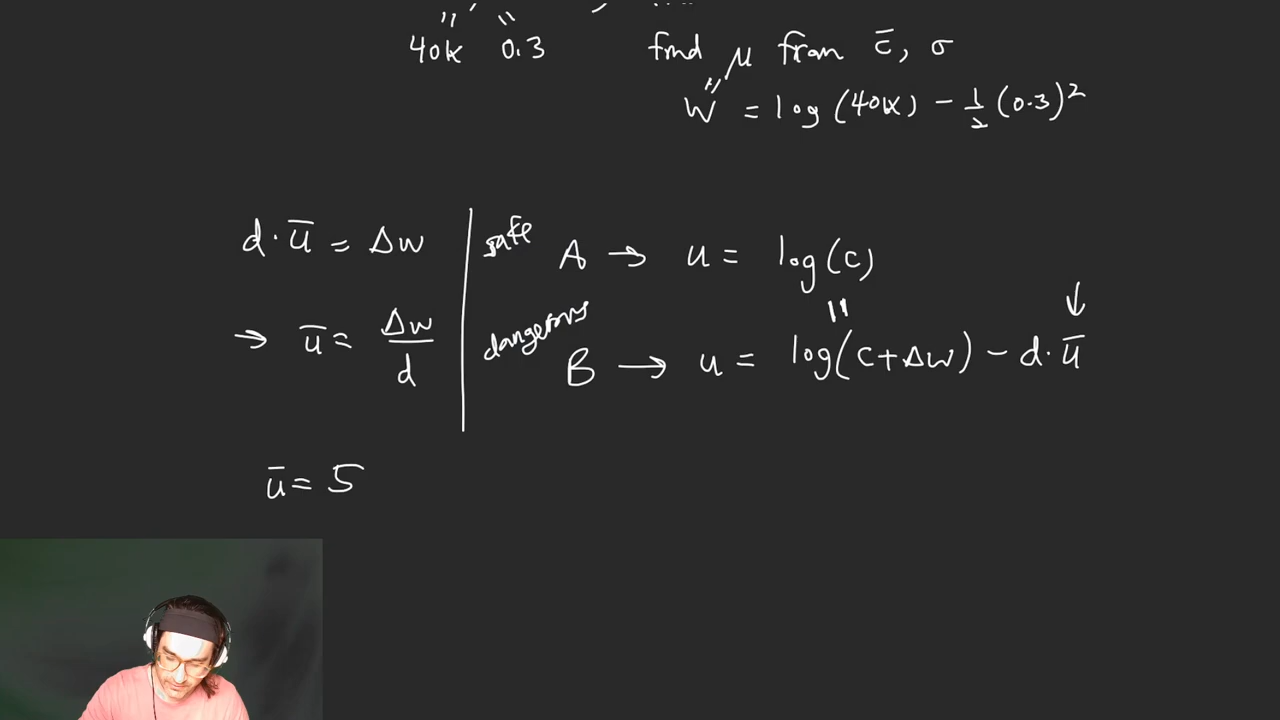 40k 0.3 find μ from c̄, σ
" "
W = log(40k) − 1/2 (0.3)²
d·ū = Δw
safe A → u = log(c)
"
⇒ ū = Δw/d
dangerous B → u = log(c+Δw) − d·ū
ū = 5